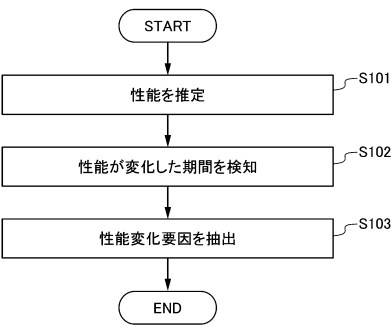 START
性能を推定
S101
性能が変化した期間を検知
S102
性能変化要因を抽出
S103
END